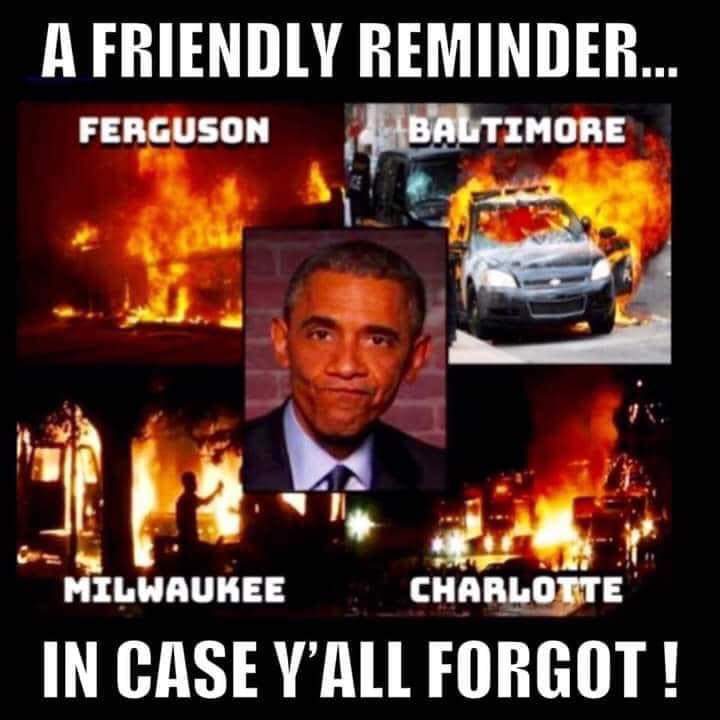 A FRIENDLY REMINDER...
FERGUSON
BALTIMORE
MILWAUKEE
CHARLOTTE
IN CASE Y'ALL FORGOT !